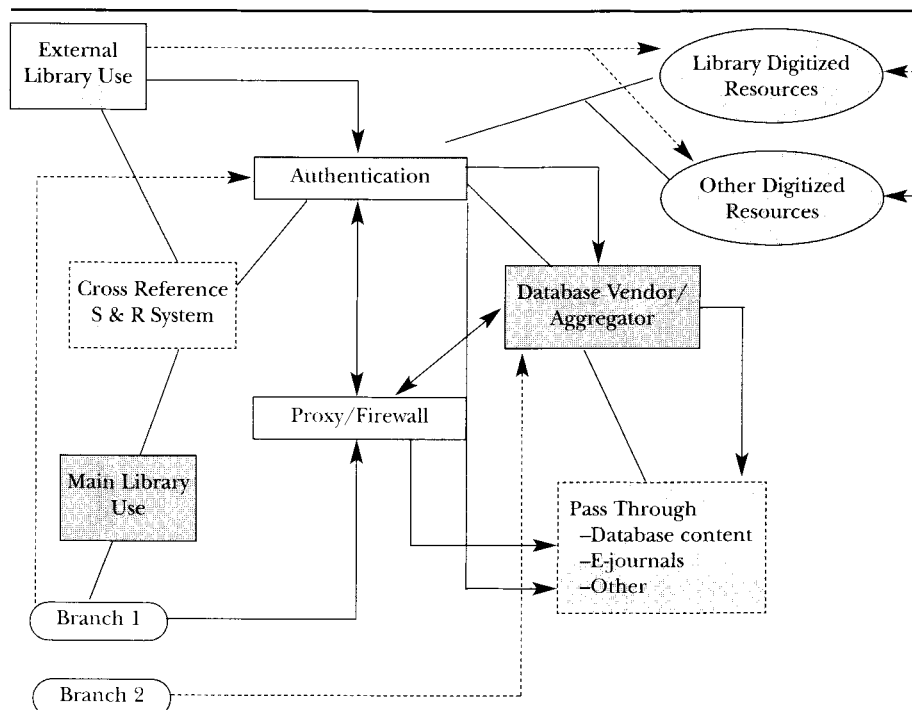 External
Library Use
Library Digitized
Resources
Authentication
Other Digitized
Resources
Cross Reference
S & R System
Database Vendor/
Aggregator
Proxy/Firewall
Main Library
Use
Pass Through
–Database content
–E-journals
–Other
Branch 1
Branch 2